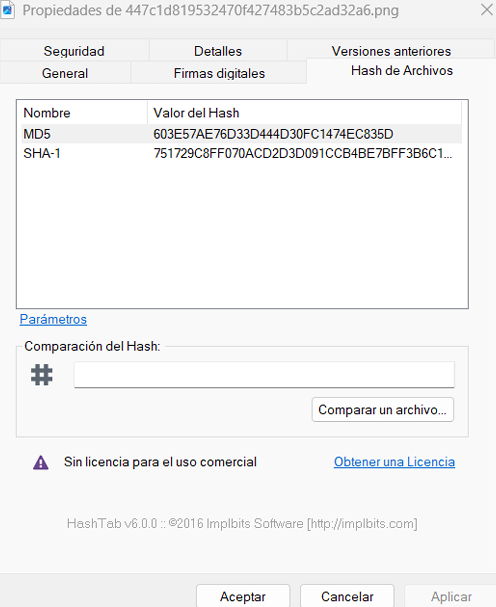 Propiedades de 447c1d819532470f427483b5c2ad32a6.png
Seguridad Detalles Versiones anteriores
General Firmas digitales Hash de Archivos
Nombre Valor del Hash
MD5 603E57AE76D33D444D30FC1474EC835D
SHA-1 751729C8FF070ACD2D3D091CCB4BE7BFF3B6C1...
Parámetros
Comparación del Hash:
Comparar un archivo...
Sin licencia para el uso comercial Obtener una Licencia
HashTab v6.0.0 :: ©2016 Implbits Software [http://implbits.com]
Aceptar Cancelar Aplicar